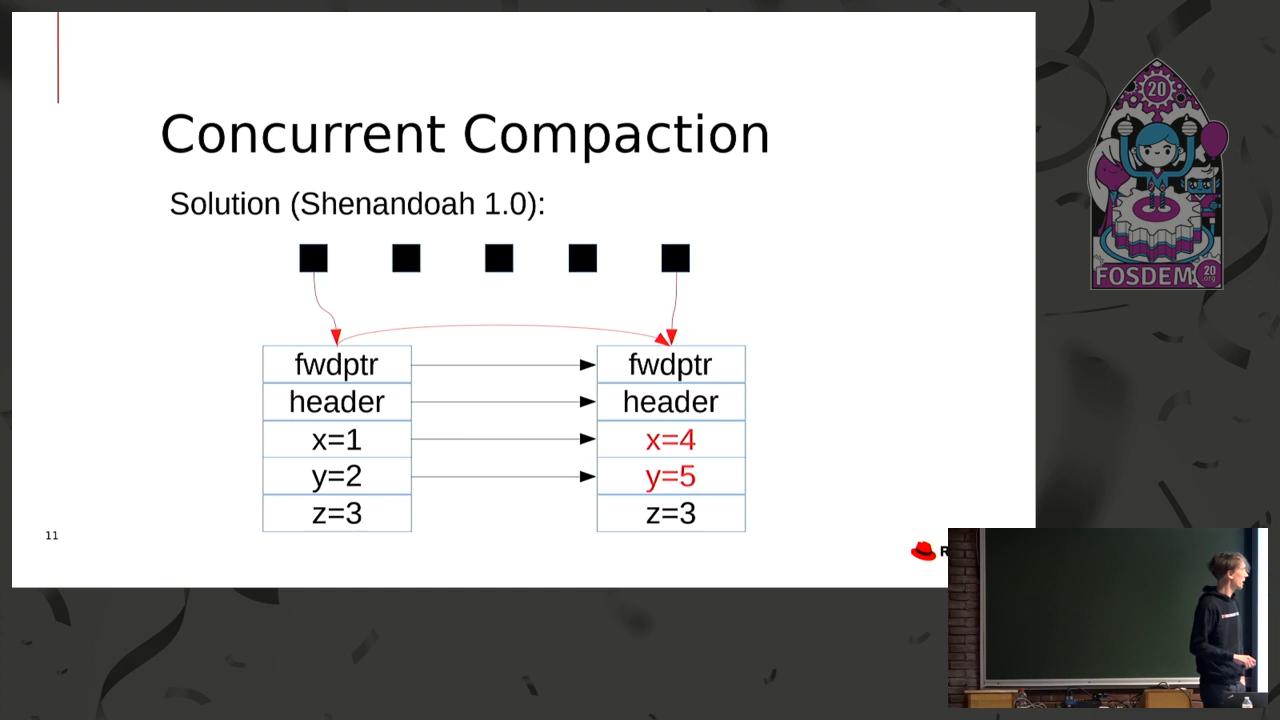 Concurrent Compaction
Solution (Shenandoah 1.0):
fwdptr fwdptr
header header
x=1 x=4
y=2 y=5
z=3 z=3
11
R
20
FOSDEM 20
.org